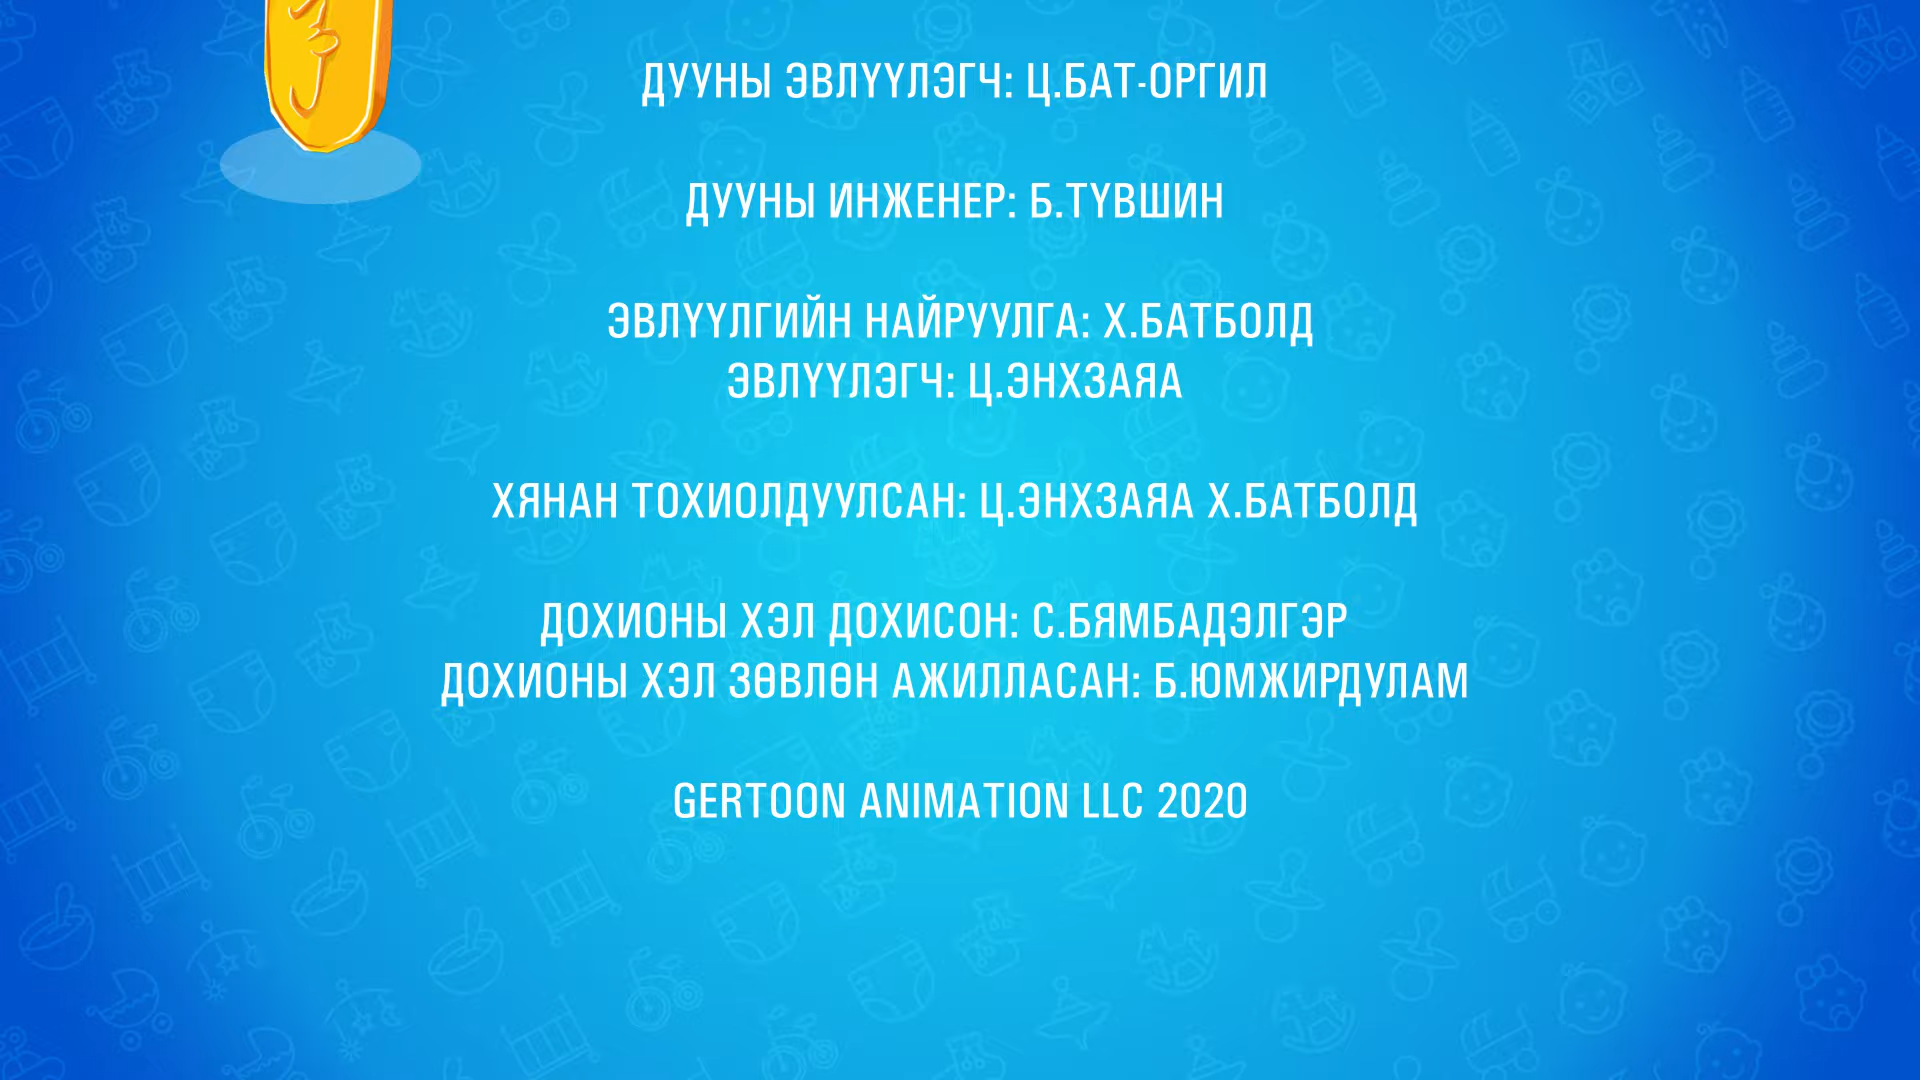 ДУУНЫ ЭВЛҮҮЛЭГЧ: Ц.БАТ-ОРГИЛ
ДУУНЫ ИНЖЕНЕР: Б.ТҮВШИН
ЭВЛҮҮЛГИЙН НАЙРУУЛГА: Х.БАТБОЛД
ЭВЛҮҮЛЭГЧ: Ц.ЭНХЗАЯА
ХЯНАН ТОХИОЛДУУЛСАН: Ц.ЭНХЗАЯА Х.БАТБОЛД
ДОХИОНЫ ХЭЛ ДОХИСОН: С.БЯМБАДЭЛГЭР
ДОХИОНЫ ХЭЛ ЗӨВЛӨН АЖИЛЛАСАН: Б.ЮМЖИРДУЛАМ
GERTOON ANIMATION LLC 2020